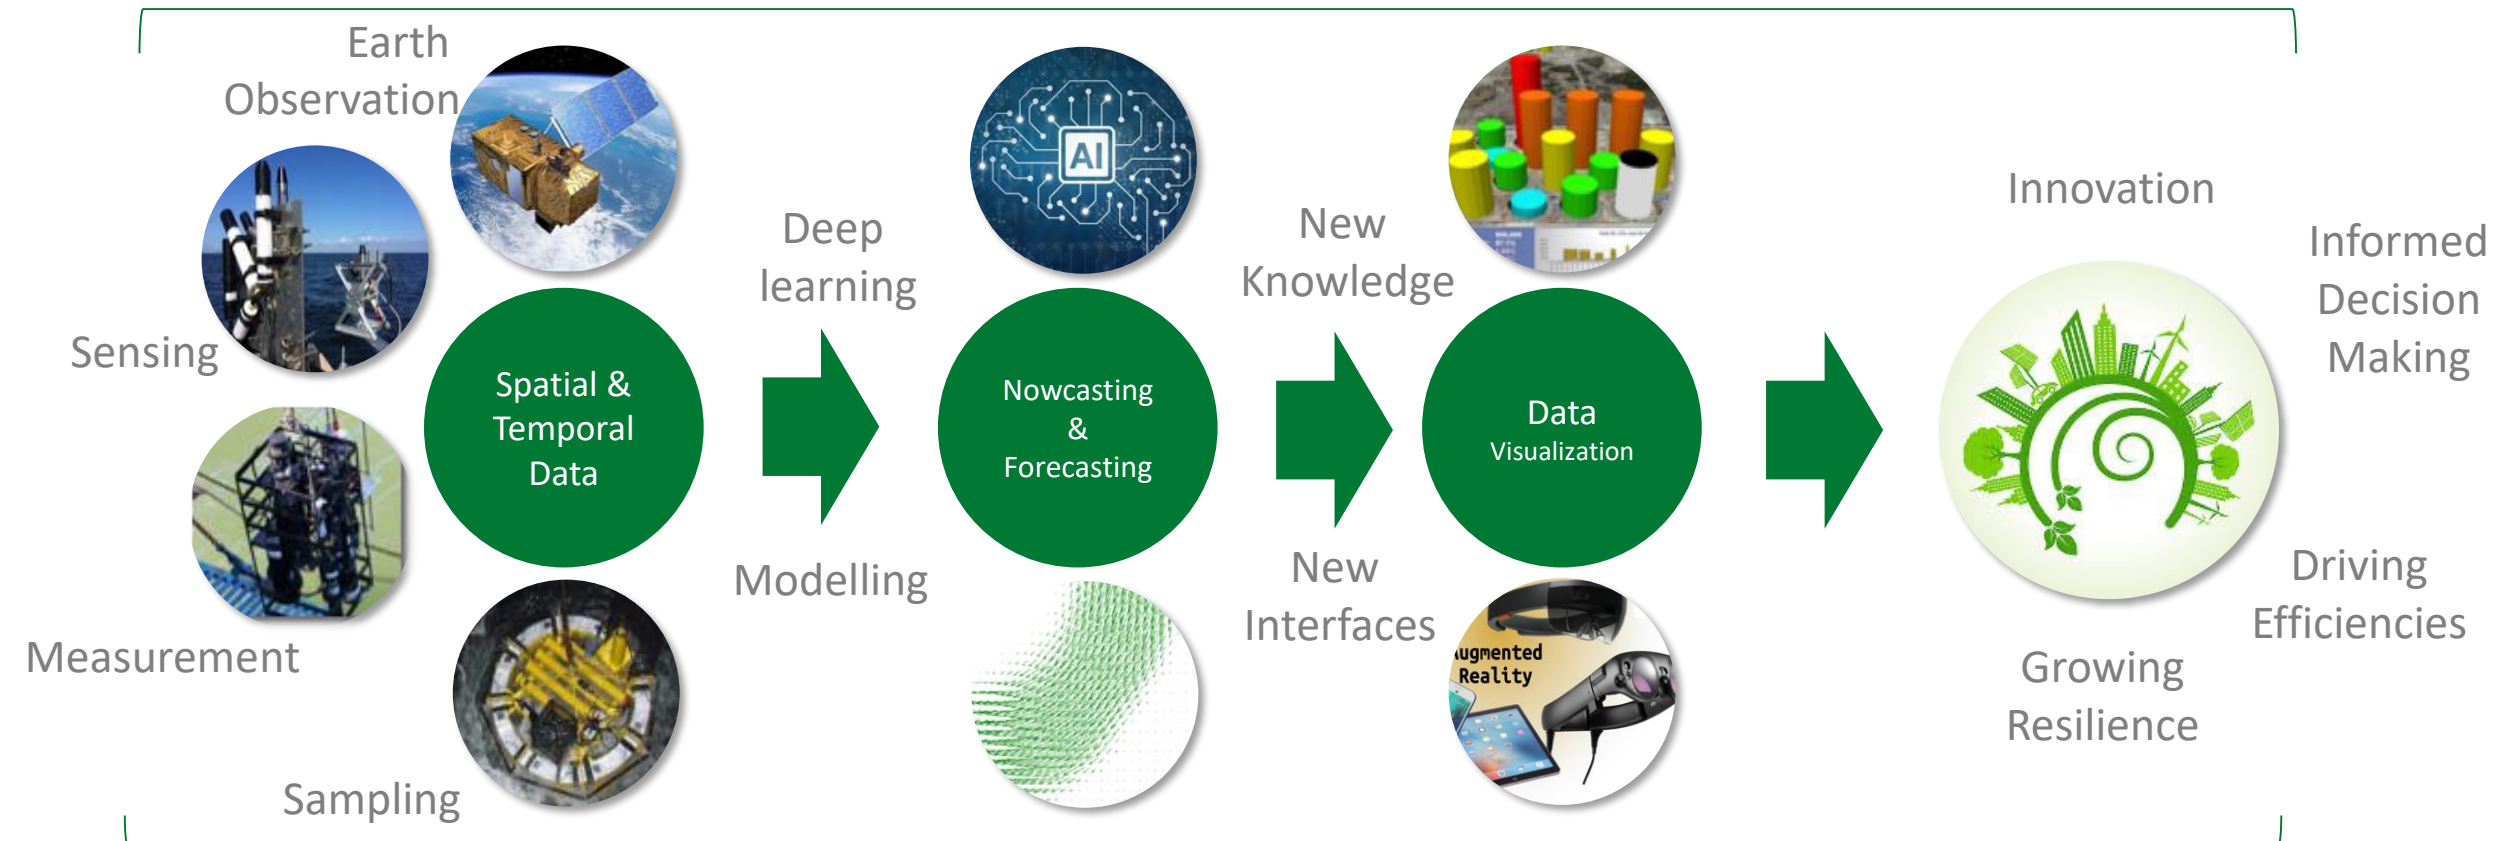 Earth
Observation
Sensing
Measurement
Sampling
Spatial &
Temporal
Data
Deep
learning
Modelling
AI
Nowcasting
&
Forecasting
New
Knowledge
New
Interfaces
Data
Visualization
Augmented
Reality
Innovation
Informed
Decision
Making
Driving
Efficiencies
Growing
Resilience